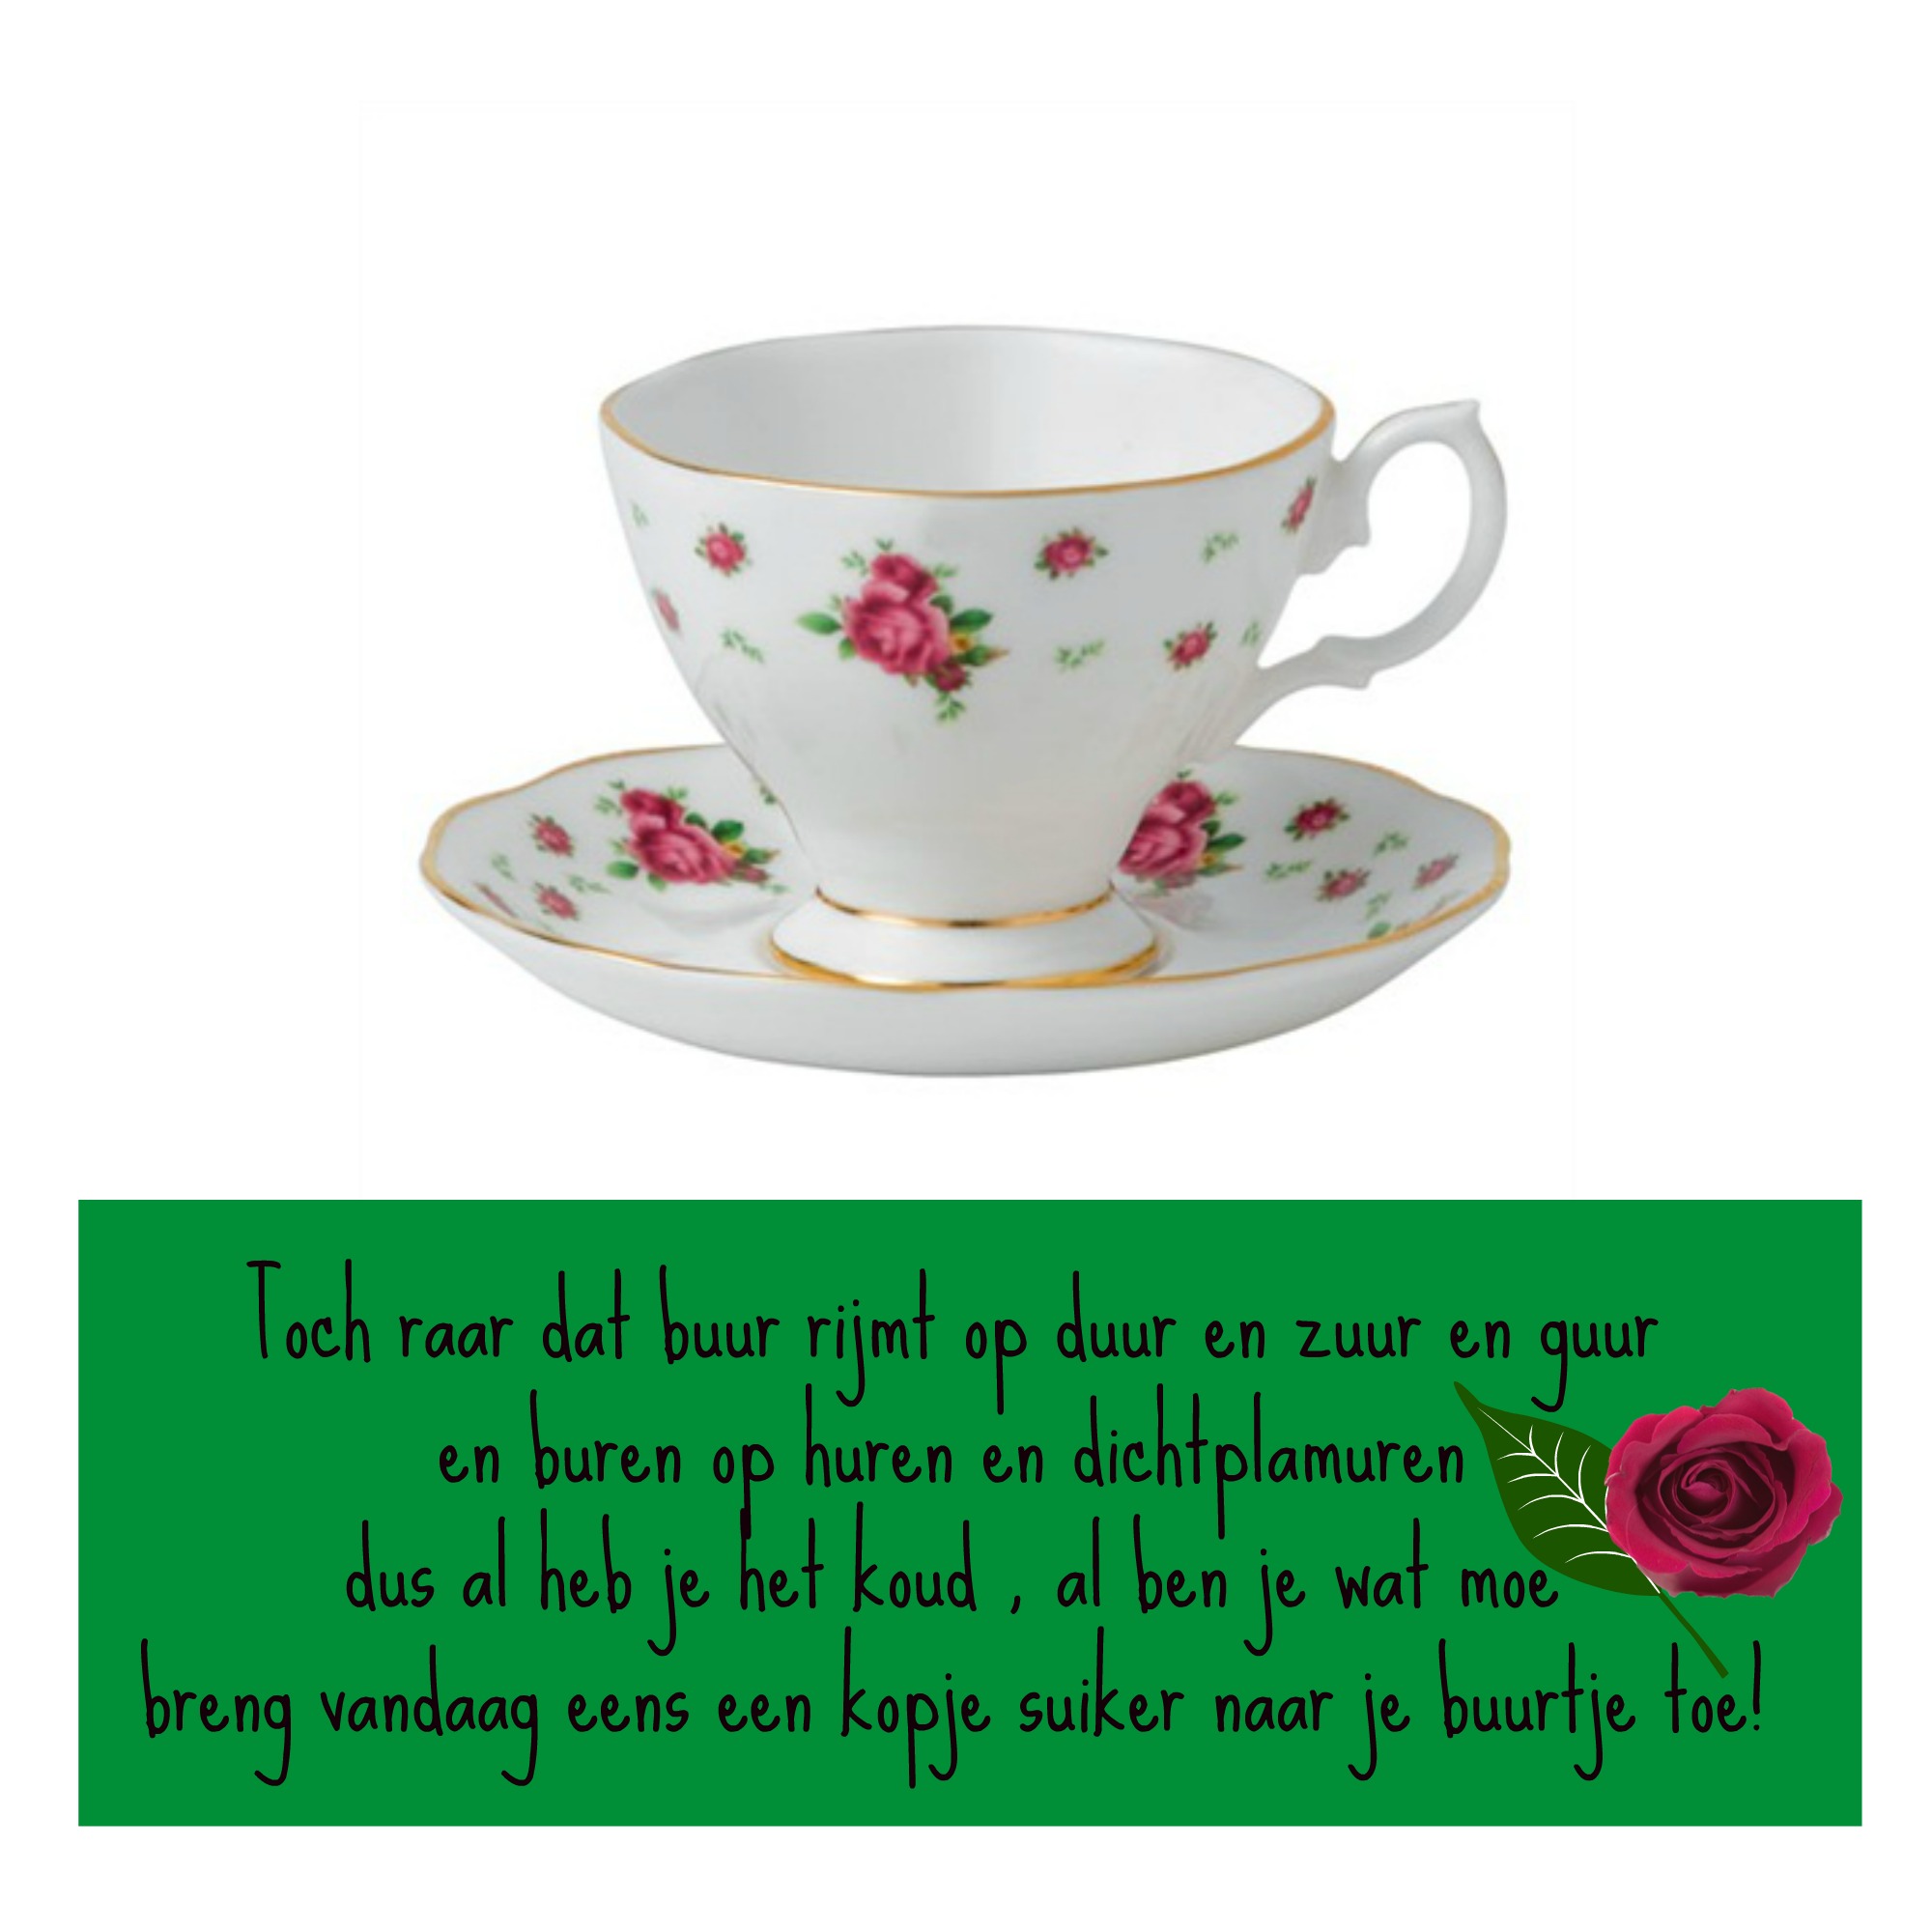 Toch raar dat buur rijmt op duur en zuur en guur
en buren op huren en dichtplamuren
dus al heb je het koud , al ben je wat moe
breng vandaag eens een kopje suiker naar je buurtje toe!